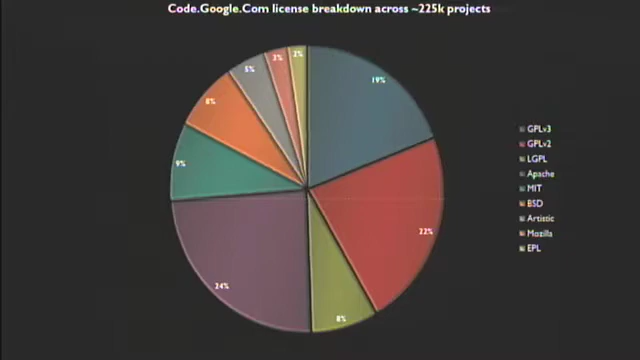 Code.Google.Com license breakdown across ~225k projects
2%
3%
5%
19%
8%
9%
22%
24%
8%
GPLv3
GPLv2
LGPL
Apache
MIT
BSD
Artistic
Mozilla
EPL